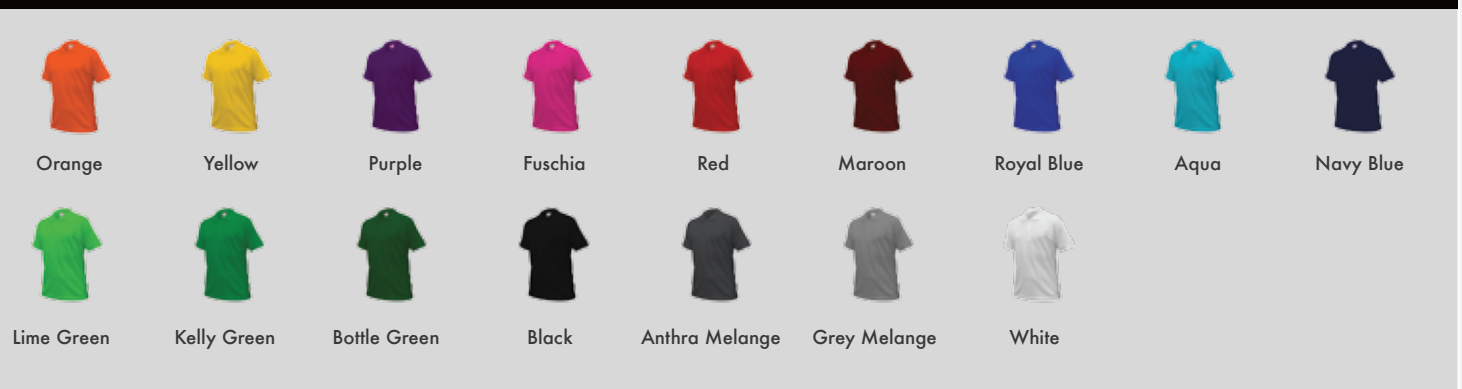 Orange Yellow Purple Fuschia Red Maroon Royal Blue Aqua Navy Blue
Lime Green Kelly Green Bottle Green Black Anthra Melange Grey Melange White